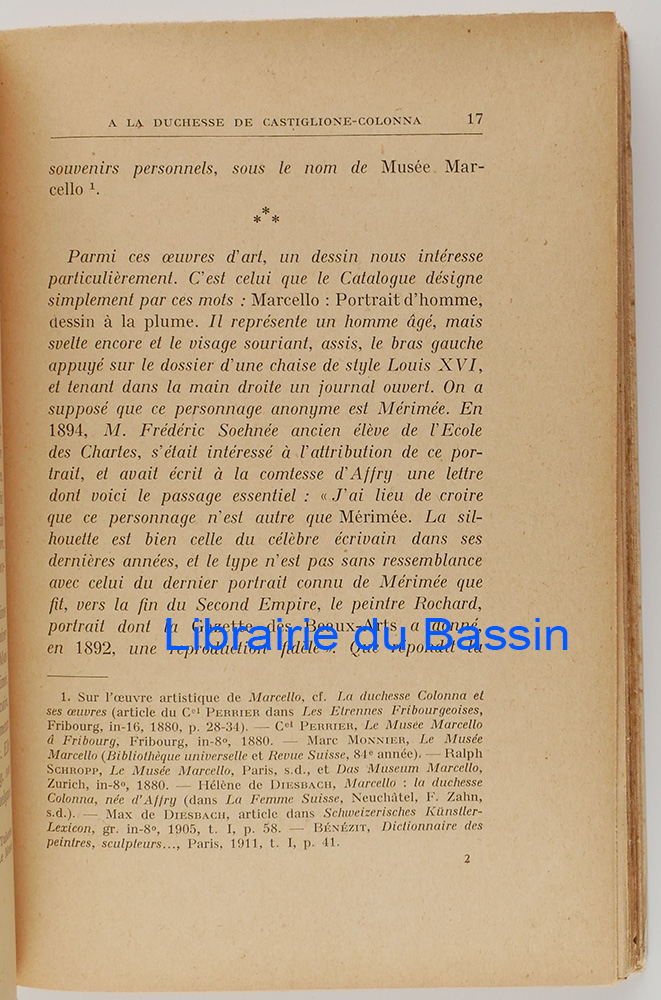 A LA DUCHESSE DE CASTIGLIONE-COLONNA 17
souvenirs personnels, sous le nom de Musée Mar-
cello ¹.
***
Parmi ces œuvres d'art, un dessin nous intéresse
particulièrement. C'est celui que le Catalogue désigne
simplement par ces mots : Marcello : Portrait d'homme,
dessin à la plume. Il représente un homme âgé, mais
svelte encore et le visage souriant, assis, le bras gauche
appuyé sur le dossier d'une chaise de style Louis XVI,
et tenant dans la main droite un journal ouvert. On a
supposé que ce personnage anonyme est Mérimée. En
1894, M. Frédéric Soehnée ancien élève de l'Ecole
des Chartes, s'était intéressé à l'attribution de ce por-
trait, et avait écrit à la comtesse d'Affry une lettre
dont voici le passage essentiel : « J'ai lieu de croire
que ce personnage n'est autre que Mérimée. La sil-
houette est bien celle du célèbre écrivain dans ses
dernières années, et le type n'est pas sans ressemblance
avec celui du dernier portrait connu de Mérimée que
fit, vers la fin du Second Empire, le peintre Rochard,
portrait dont la Gazette des Beaux-Arts a donné,
Librairie du Bassin
en 1892, une reproduction fidèle ». Que répondit la
1. Sur l'œuvre artistique de Marcello, cf. La duchesse Colonna et
ses œuvres (article du Cel PERRIER dans Les Etrennes Fribourgeoises,
Fribourg, in-16, 1880, p. 28-34). — Cel PERRIER, Le Musée Marcello
à Fribourg, Fribourg, in-8º, 1880. — Marc MONNIER, Le Musée
Marcello (Bibliothèque universelle et Revue Suisse, 84e année). — Ralph
SCHROPP, Le Musée Marcello, Paris, s.d., et Das Museum Marcello,
Zurich, in-8º, 1880. — Hélène de DIESBACH, Marcello : la duchesse
Colonna, née d'Affry (dans La Femme Suisse, Neuchâtel, F. Zahn,
s.d.). — Max de DIESBACH, article dans Schweizerisches Künstler-
Lexicon, gr. in-8º, 1905, t. I, p. 58. — BÉNÉZIT, Dictionnaire des
peintres, sculpteurs..., Paris, 1911, t. I, p. 41.
2